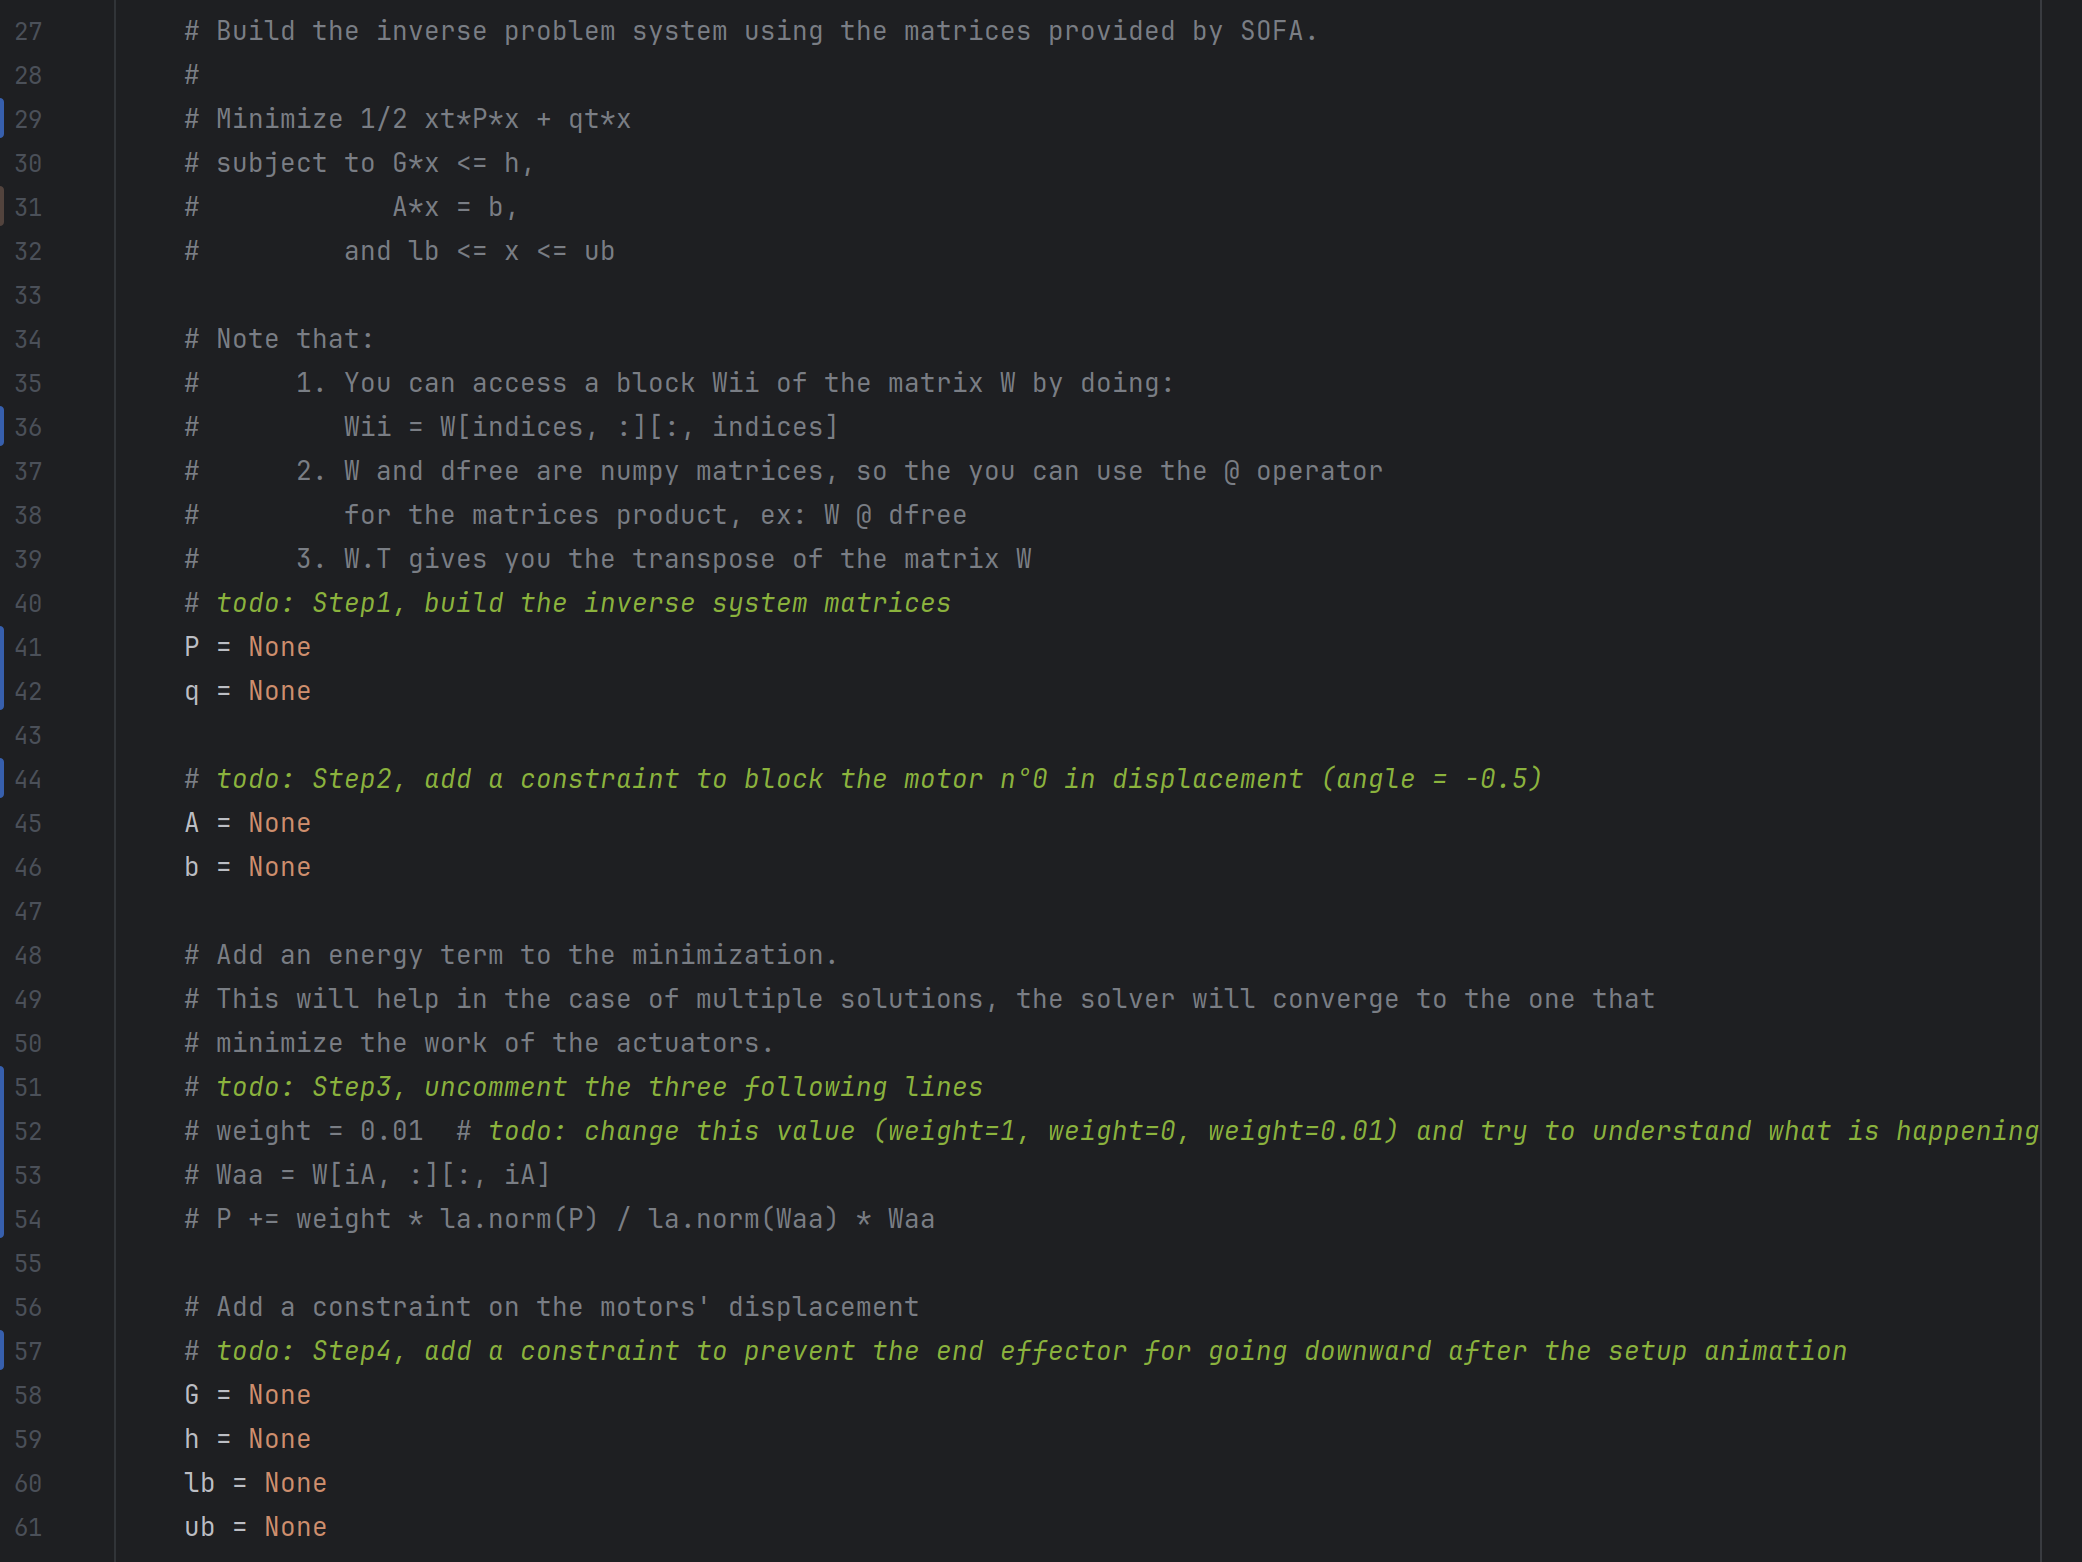 27 # Build the inverse problem system using the matrices provided by SOFA.
28 #
29 # Minimize 1/2 xt*P*x + qt*x
30 # subject to G*x <= h,
31 #            A*x = b,
32 #         and lb <= x <= ub
33
34 # Note that:
35 #      1. You can access a block Wii of the matrix W by doing:
36 #         Wii = W[indices, :][:, indices]
37 #      2. W and dfree are numpy matrices, so the you can use the @ operator
38 #         for the matrices product, ex: W @ dfree
39 #      3. W.T gives you the transpose of the matrix W
40 # todo: Step1, build the inverse system matrices
41 P = None
42 q = None
43
44 # todo: Step2, add a constraint to block the motor n°0 in displacement (angle = -0.5)
45 A = None
46 b = None
47
48 # Add an energy term to the minimization.
49 # This will help in the case of multiple solutions, the solver will converge to the one that
50 # minimize the work of the actuators.
51 # todo: Step3, uncomment the three following lines
52 # weight = 0.01  # todo: change this value (weight=1, weight=0, weight=0.01) and try to understand what is happening
53 # Waa = W[iA, :][:, iA]
54 # P += weight * la.norm(P) / la.norm(Waa) * Waa
55
56 # Add a constraint on the motors' displacement
57 # todo: Step4, add a constraint to prevent the end effector for going downward after the setup animation
58 G = None
59 h = None
60 lb = None
61 ub = None